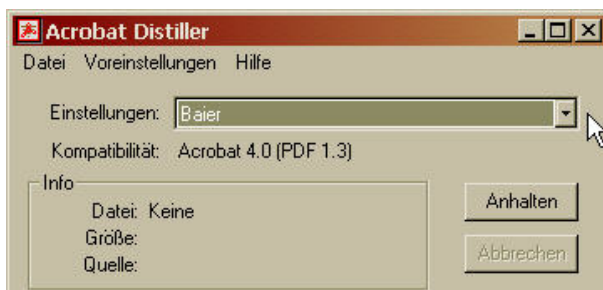 Acrobat Distiller
Datei Voreinstellungen Hilfe
Einstellungen: Baier
Kompatibilität: Acrobat 4.0 (PDF 1.3)
Info
Datei: Keine
Größe:
Quelle:
Anhalten
Abbrechen